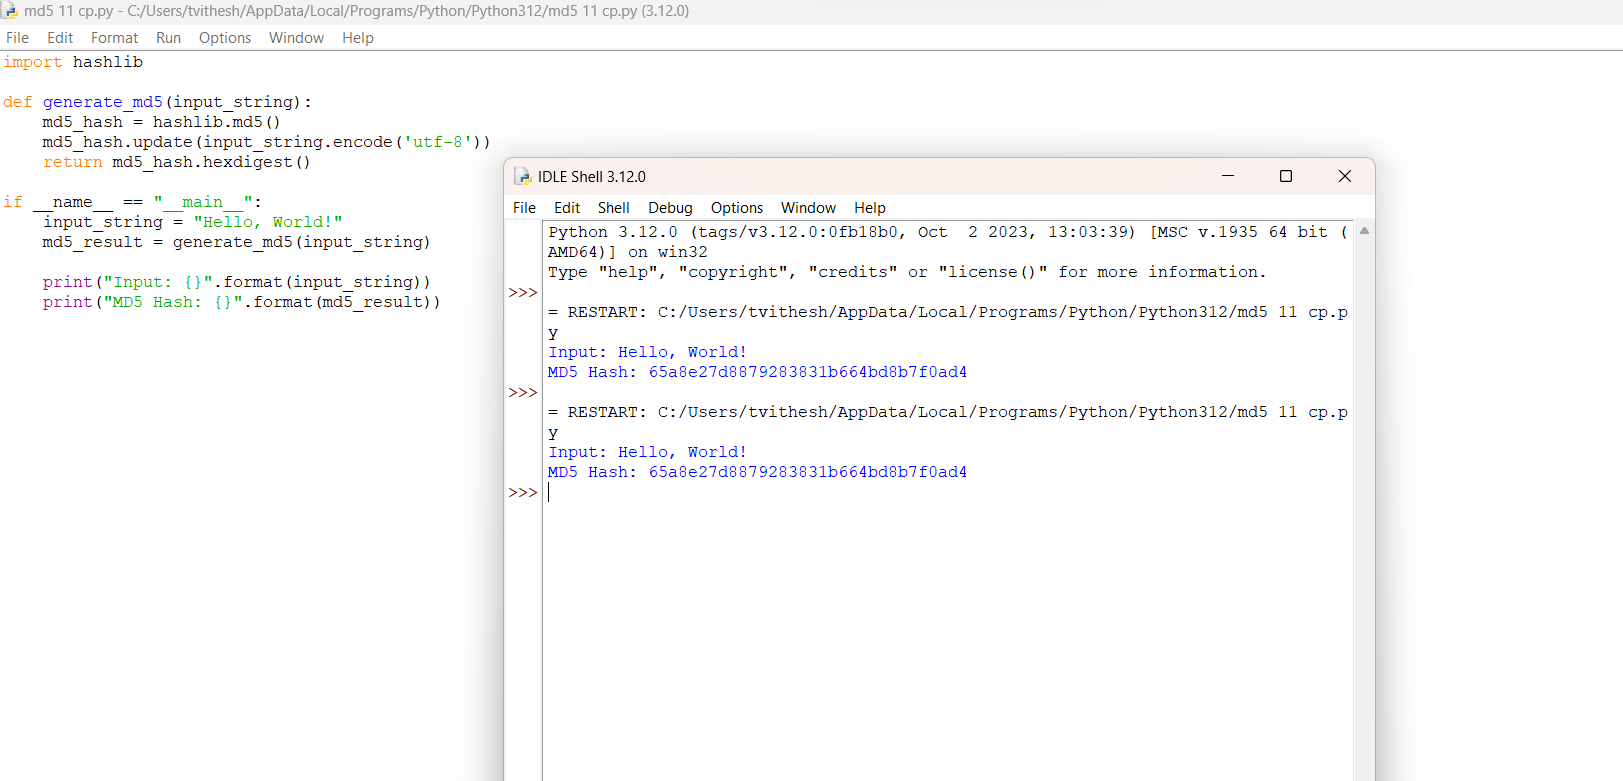 md5 11 cp.py - C:/Users/tvithesh/AppData/Local/Programs/Python/Python312/md5 11 cp.py (3.12.0)
File Edit Format Run Options Window Help
import hashlib
def generate_md5(input_string):
    md5_hash = hashlib.md5()
    md5_hash.update(input_string.encode('utf-8'))
    return md5_hash.hexdigest()
if __name__ == "__main__":
    input_string = "Hello, World!"
    md5_result = generate_md5(input_string)
    print("Input: {}".format(input_string))
    print("MD5 Hash: {}".format(md5_result))
IDLE Shell 3.12.0
File Edit Shell Debug Options Window Help
Python 3.12.0 (tags/v3.12.0:0fb18b0, Oct  2 2023, 13:03:39) [MSC v.1935 64 bit (
AMD64)] on win32
Type "help", "copyright", "credits" or "license()" for more information.
>>>
= RESTART: C:/Users/tvithesh/AppData/Local/Programs/Python/Python312/md5 11 cp.p
y
Input: Hello, World!
MD5 Hash: 65a8e27d8879283831b664bd8b7f0ad4
>>>
= RESTART: C:/Users/tvithesh/AppData/Local/Programs/Python/Python312/md5 11 cp.p
y
Input: Hello, World!
MD5 Hash: 65a8e27d8879283831b664bd8b7f0ad4
>>>